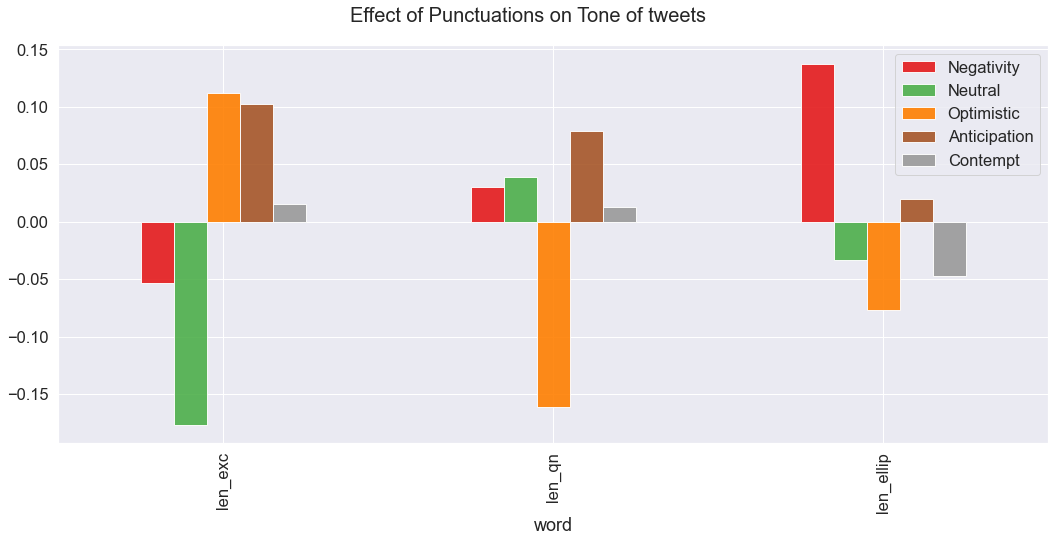 Effect of Punctuations on Tone of tweets
0.15
0.10
0.05
0.00
−0.05
−0.10
−0.15
Negativity
Neutral
Optimistic
Anticipation
Contempt
len_exc
len_qn
len_ellip
word